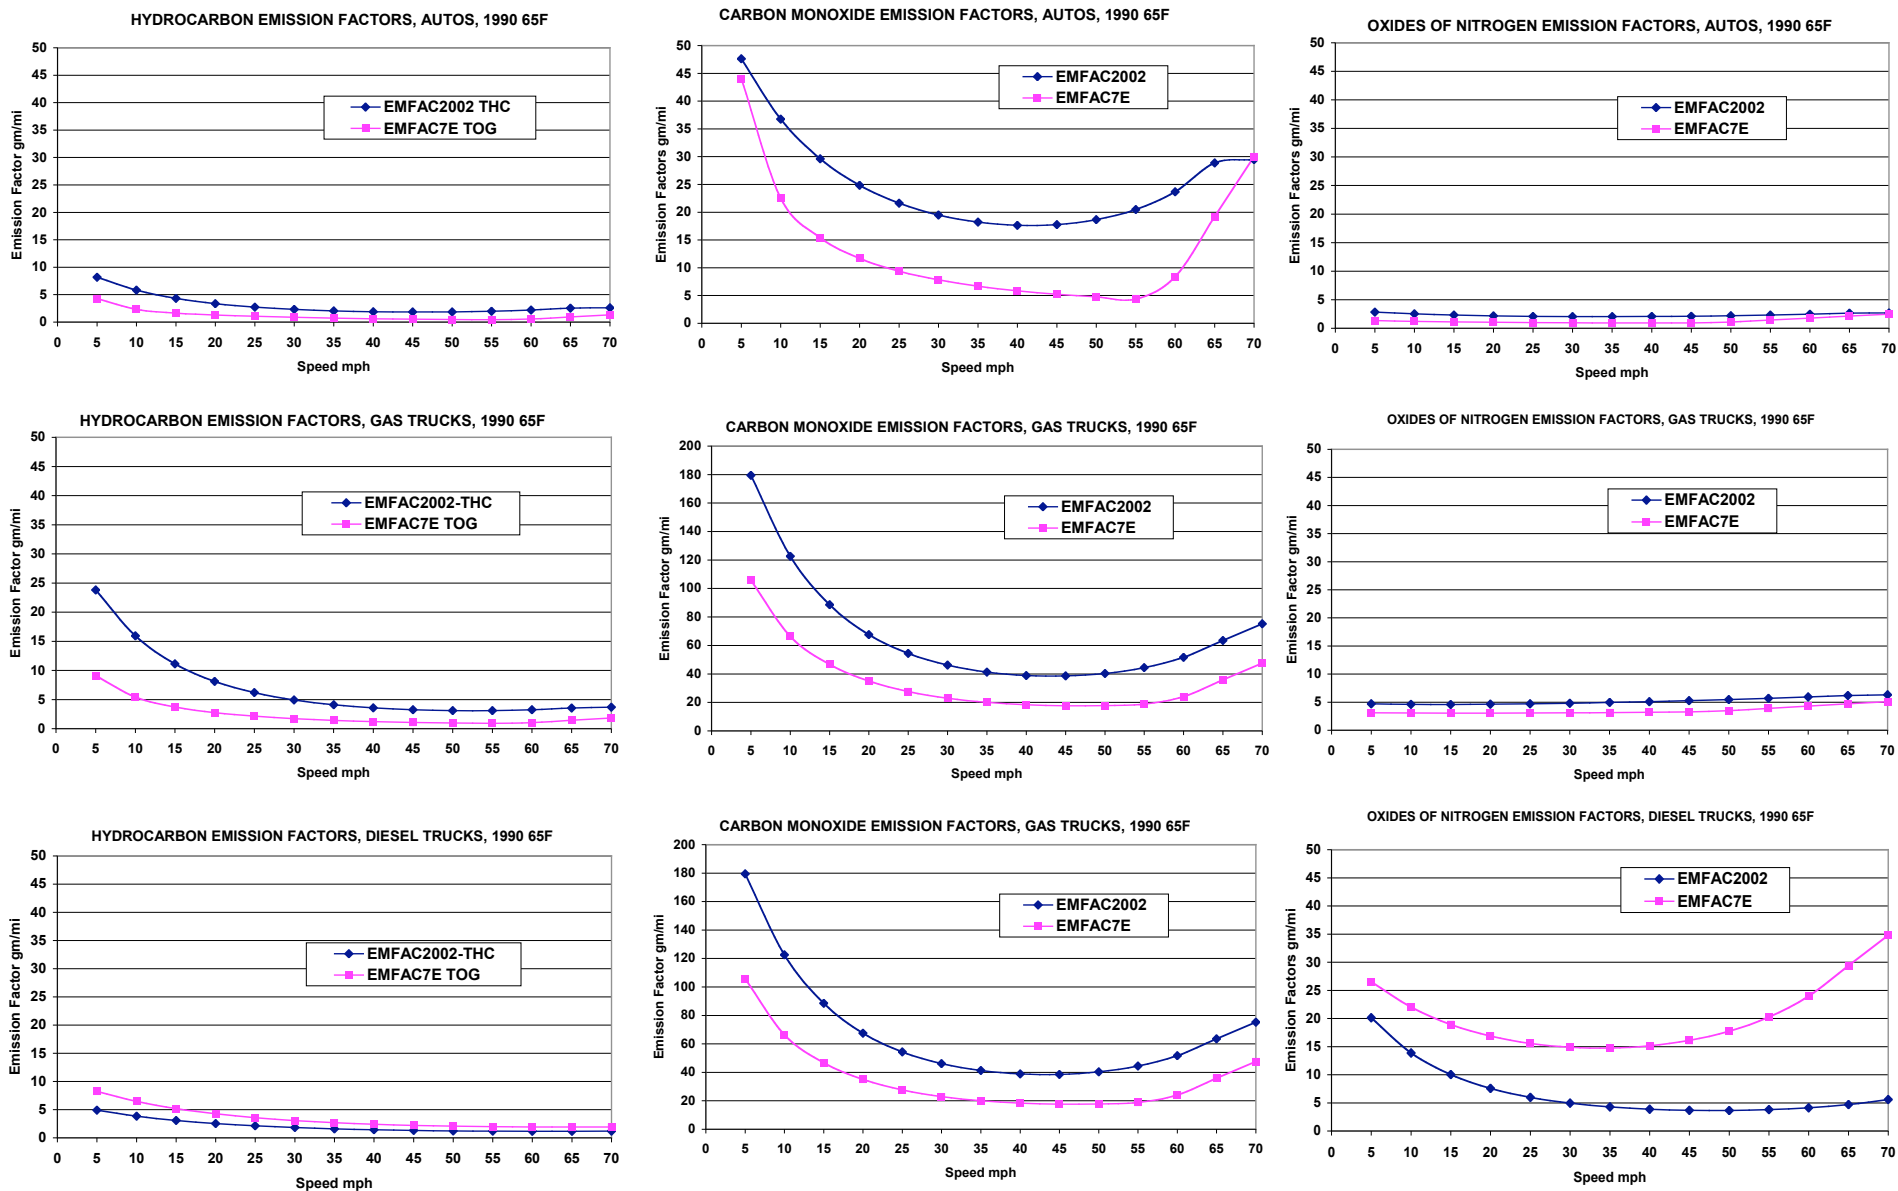 HYDROCARBON EMISSION FACTORS, AUTOS, 1990 65F
50
45
40
35
30
25
20
15
10
5
0
Emission Factor gm/mi
EMFAC2002 THC
EMFAC7E TOG
0 5 10 15 20 25 30 35 40 45 50 55 60 65 70
Speed mph
CARBON MONOXIDE EMISSION FACTORS, AUTOS, 1990 65F
50
45
40
35
30
25
20
15
10
5
0
Emission Factors gm/mi
EMFAC2002
EMFAC7E
0 5 10 15 20 25 30 35 40 45 50 55 60 65 70
Speed mph
OXIDES OF NITROGEN EMISSION FACTORS, AUTOS, 1990 65F
50
45
40
35
30
25
20
15
10
5
0
Emission Factors gm/mi
EMFAC2002
EMFAC7E
0 5 10 15 20 25 30 35 40 45 50 55 60 65 70
Speed mph
HYDROCARBON EMISSION FACTORS, GAS TRUCKS, 1990 65F
50
45
40
35
30
25
20
15
10
5
0
Emission Factor gm/mi
EMFAC2002-THC
EMFAC7E TOG
0 5 10 15 20 25 30 35 40 45 50 55 60 65 70
Speed mph
CARBON MONOXIDE EMISSION FACTORS, GAS TRUCKS, 1990 65F
200
180
160
140
120
100
80
60
40
20
0
Emission Factor gm/mi
EMFAC2002
EMFAC7E
0 5 10 15 20 25 30 35 40 45 50 55 60 65 70
Speed mph
OXIDES OF NITROGEN EMISSION FACTORS, GAS TRUCKS, 1990 65F
50
45
40
35
30
25
20
15
10
5
0
Emission Factors gm/mi
EMFAC2002
EMFAC7E
0 5 10 15 20 25 30 35 40 45 50 55 60 65 70
Speed mph
HYDROCARBON EMISSION FACTORS, DIESEL TRUCKS, 1990 65F
50
45
40
35
30
25
20
15
10
5
0
Emission Factor gm/mi
EMFAC2002-THC
EMFAC7E TOG
0 5 10 15 20 25 30 35 40 45 50 55 60 65 70
Speed mph
CARBON MONOXIDE EMISSION FACTORS, GAS TRUCKS, 1990 65F
200
180
160
140
120
100
80
60
40
20
0
Emission Factor gm/mi
EMFAC2002
EMFAC7E
0 5 10 15 20 25 30 35 40 45 50 55 60 65 70
Speed mph
OXIDES OF NITROGEN EMISSION FACTORS, DIESEL TRUCKS, 1990 65F
50
45
40
35
30
25
20
15
10
5
0
Emission Factors gm/mi
EMFAC2002
EMFAC7E
0 5 10 15 20 25 30 35 40 45 50 55 60 65 70
Speed mph